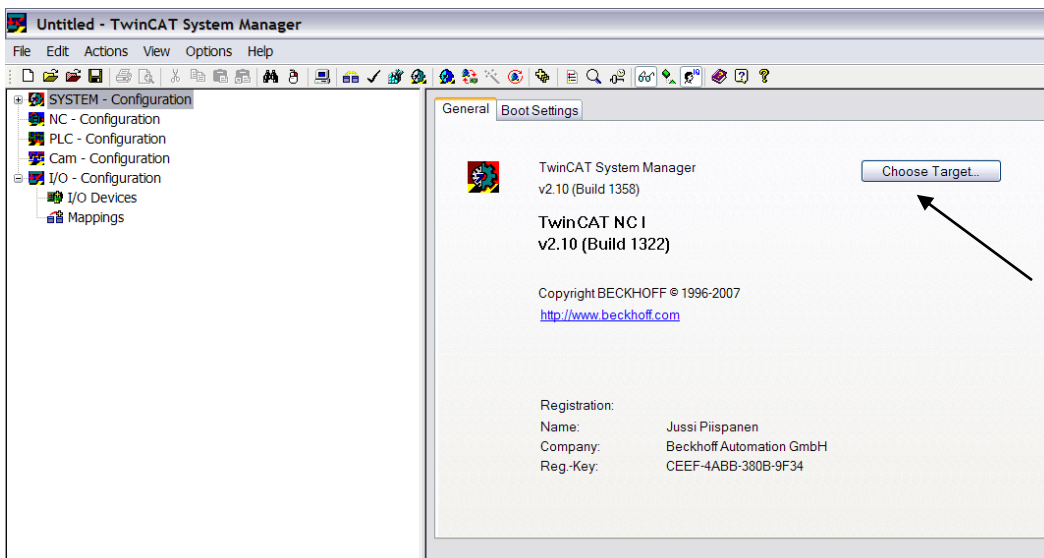 Untitled - TwinCAT System Manager
File Edit Actions View Options Help
SYSTEM - Configuration
NC - Configuration
PLC - Configuration
Cam - Configuration
I/O - Configuration
I/O Devices
Mappings
General Boot Settings
TwinCAT System Manager
v2.10 (Build 1358)
Choose Target...
TwinCAT NC I
v2.10 (Build 1322)
Copyright BECKHOFF © 1996-2007
http://www.beckhoff.com
Registration:
Name: Jussi Piispanen
Company: Beckhoff Automation GmbH
Reg.-Key: CEEF-4ABB-380B-9F34